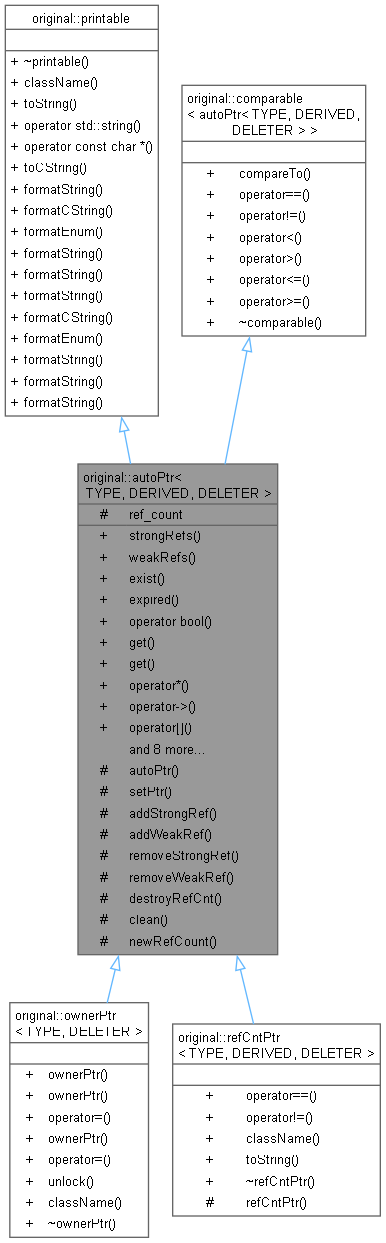 original::printable
+ ~printable()
+ className()
+ toString()
+ operator std::string()
+ operator const char *()
+ toCString()
+ formatString()
+ formatCString()
+ formatEnum()
+ formatString()
+ formatString()
+ formatString()
+ formatCString()
+ formatEnum()
+ formatString()
+ formatString()
+ formatString()
original::comparable
< autoPtr< TYPE, DERIVED,
DELETER > >
+ compareTo()
+ operator==()
+ operator!=()
+ operator<()
+ operator>()
+ operator<=()
+ operator>=()
+ ~comparable()
original::autoPtr<
TYPE, DERIVED, DELETER >
# ref_count
+ strongRefs()
+ weakRefs()
+ exist()
+ expired()
+ operator bool()
+ get()
+ get()
+ operator*()
+ operator->()
+ operator[]()
and 8 more...
# autoPtr()
# setPtr()
# addStrongRef()
# addWeakRef()
# removeStrongRef()
# removeWeakRef()
# destroyRefCnt()
# clean()
# newRefCount()
original::ownerPtr
< TYPE, DELETER >
+ ownerPtr()
+ ownerPtr()
+ operator=()
+ ownerPtr()
+ operator=()
+ unlock()
+ className()
+ ~ownerPtr()
original::refCntPtr
< TYPE, DERIVED, DELETER >
+ operator==()
+ operator!=()
+ className()
+ toString()
+ ~refCntPtr()
# refCntPtr()